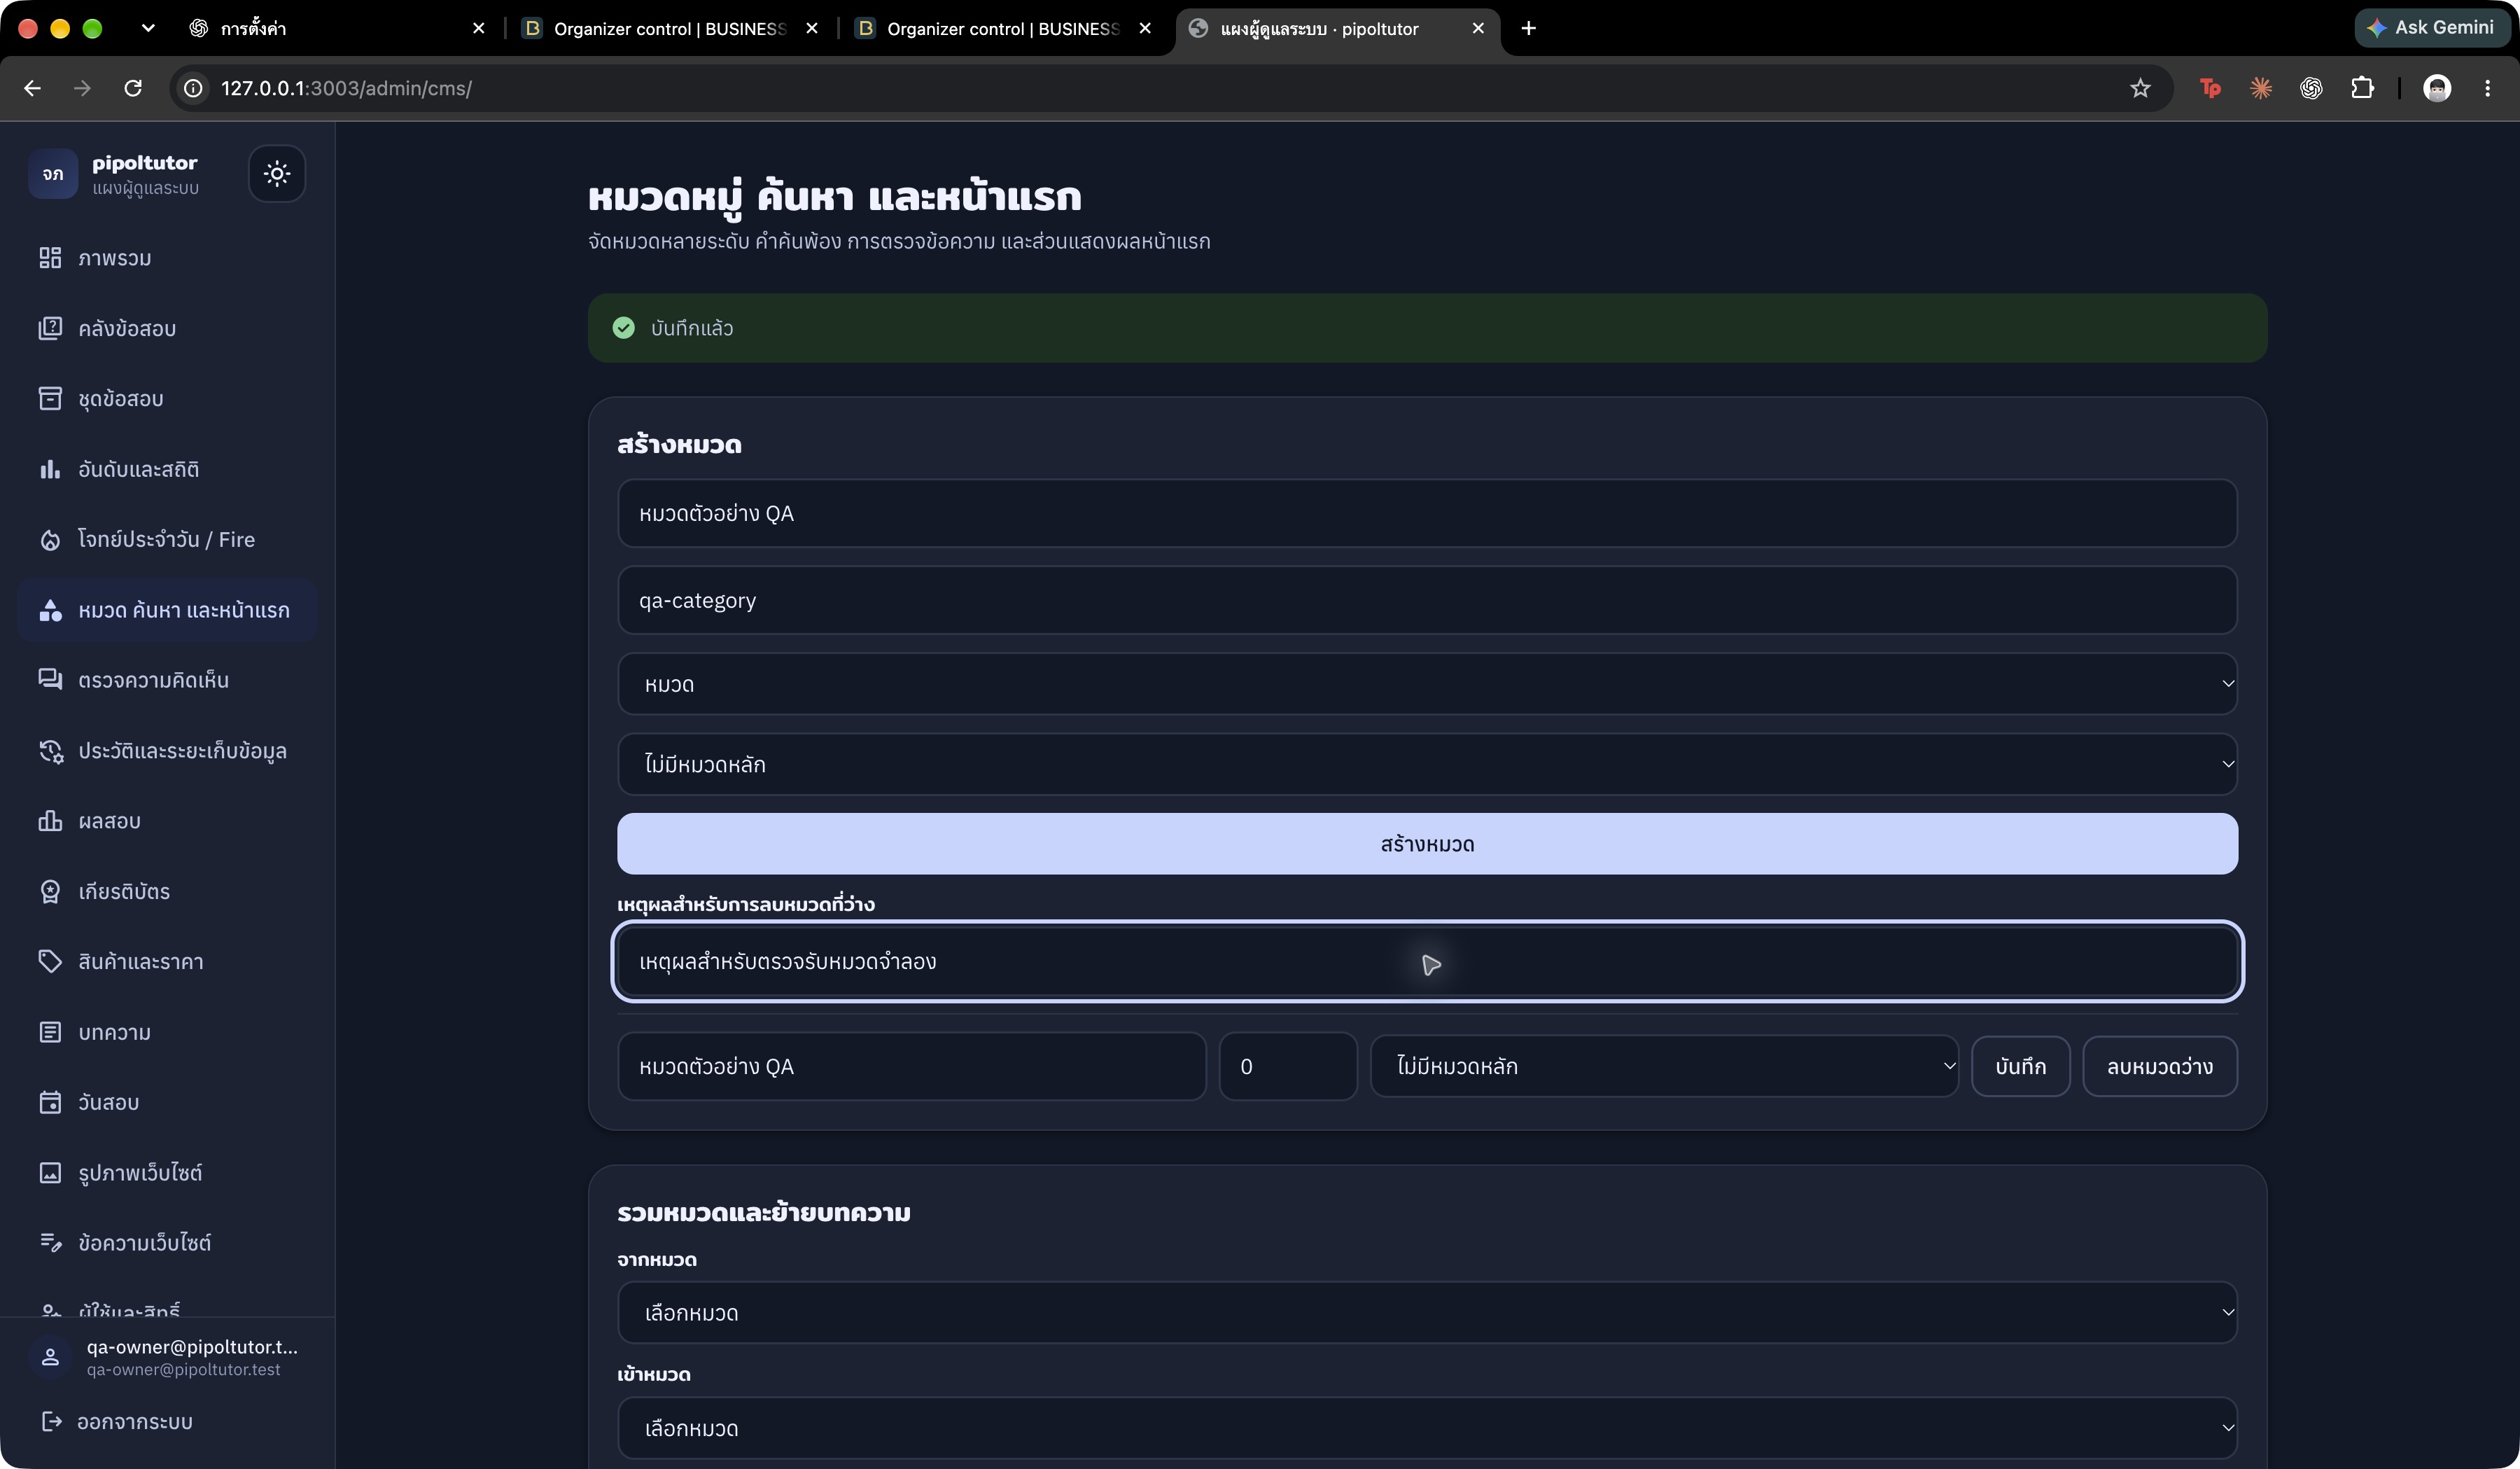 การตั้งค่า
Organizer control | BUSINESS
Organizer control | BUSINESS
แผงผู้ดูแลระบบ · pipoltutor
Ask Gemini
127.0.0.1:3003/admin/cms/
Tp
จภ
pipoltutor
แผงผู้ดูแลระบบ
ภาพรวม
คลังข้อสอบ
ชุดข้อสอบ
อันดับและสถิติ
โจทย์ประจำวัน / Fire
หมวด ค้นหา และหน้าแรก
ตรวจความคิดเห็น
ประวัติและระยะเก็บข้อมูล
ผลสอบ
เกียรติบัตร
สินค้าและราคา
บทความ
วันสอบ
รูปภาพเว็บไซต์
ข้อความเว็บไซต์
ผู้ใช้และสิทธิ์
qa-owner@pipoltutor.t...
qa-owner@pipoltutor.test
ออกจากระบบ
หมวดหมู่ ค้นหา และหน้าแรก
จัดหมวดหลายระดับ คำค้นพ้อง การตรวจข้อความ และส่วนแสดงผลหน้าแรก
บันทึกแล้ว
สร้างหมวด
หมวดตัวอย่าง QA
qa-category
หมวด
ไม่มีหมวดหลัก
สร้างหมวด
เหตุผลสำหรับการลบหมวดที่ว่าง
เหตุผลสำหรับตรวจรับหมวดจำลอง
หมวดตัวอย่าง QA
0
ไม่มีหมวดหลัก
บันทึก
ลบหมวดว่าง
รวมหมวดและย้ายบทความ
จากหมวด
เลือกหมวด
เข้าหมวด
เลือกหมวด